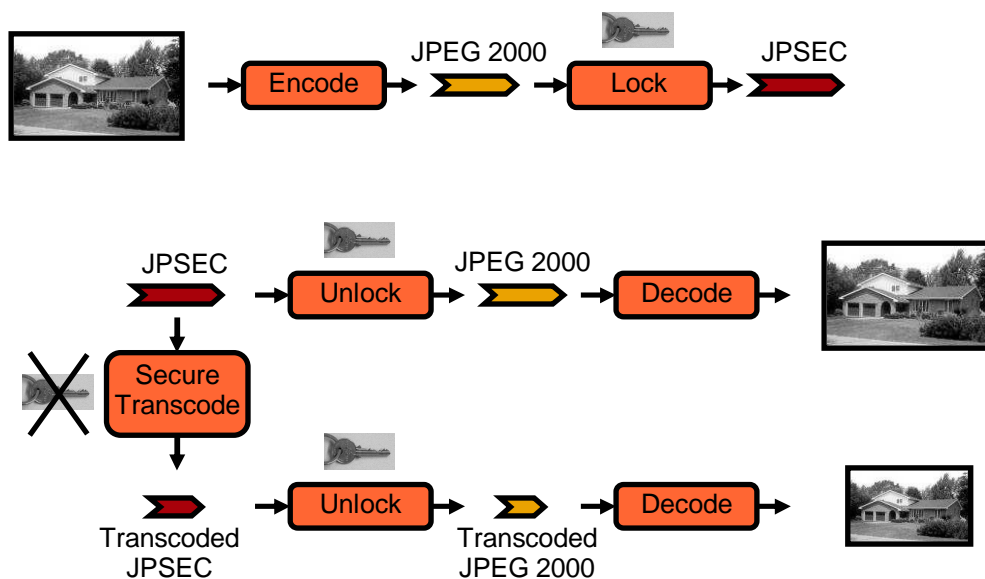 JPEG 2000
JPSEC
Encode
Lock
JPSEC
JPEG 2000
Unlock
Decode
Secure
Transcode
Unlock
Decode
Transcoded
JPSEC
Transcoded
JPEG 2000